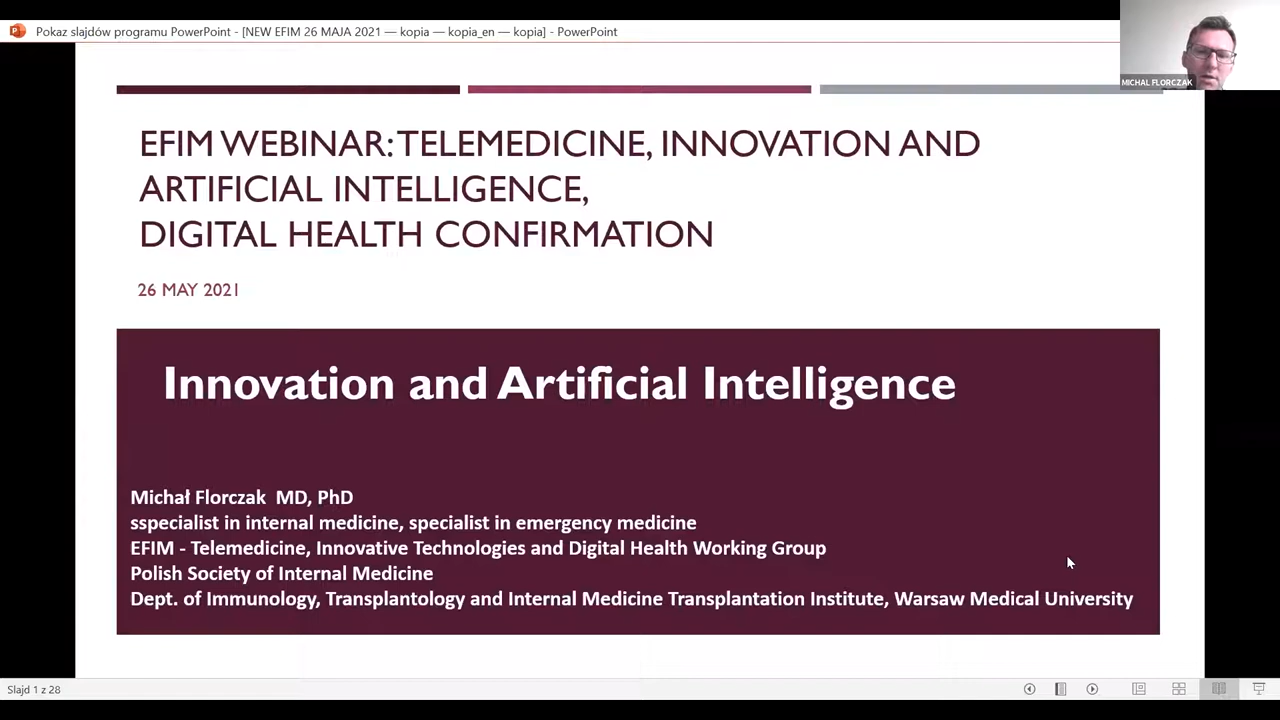 Pokaz slajdów programu PowerPoint - [NEW EFIM 26 MAJA 2021 — kopia — kopia_en — kopia] - PowerPoint
MICHAL FLORCZAK
EFIM WEBINAR: TELEMEDICINE, INNOVATION AND
ARTIFICIAL INTELLIGENCE,
DIGITAL HEALTH CONFIRMATION
26 MAY 2021
Innovation and Artificial Intelligence
Michał Florczak MD, PhD
sspecialist in internal medicine, specialist in emergency medicine
EFIM - Telemedicine, Innovative Technologies and Digital Health Working Group
Polish Society of Internal Medicine
Dept. of Immunology, Transplantology and Internal Medicine Transplantation Institute, Warsaw Medical University
Slajd 1 z 28